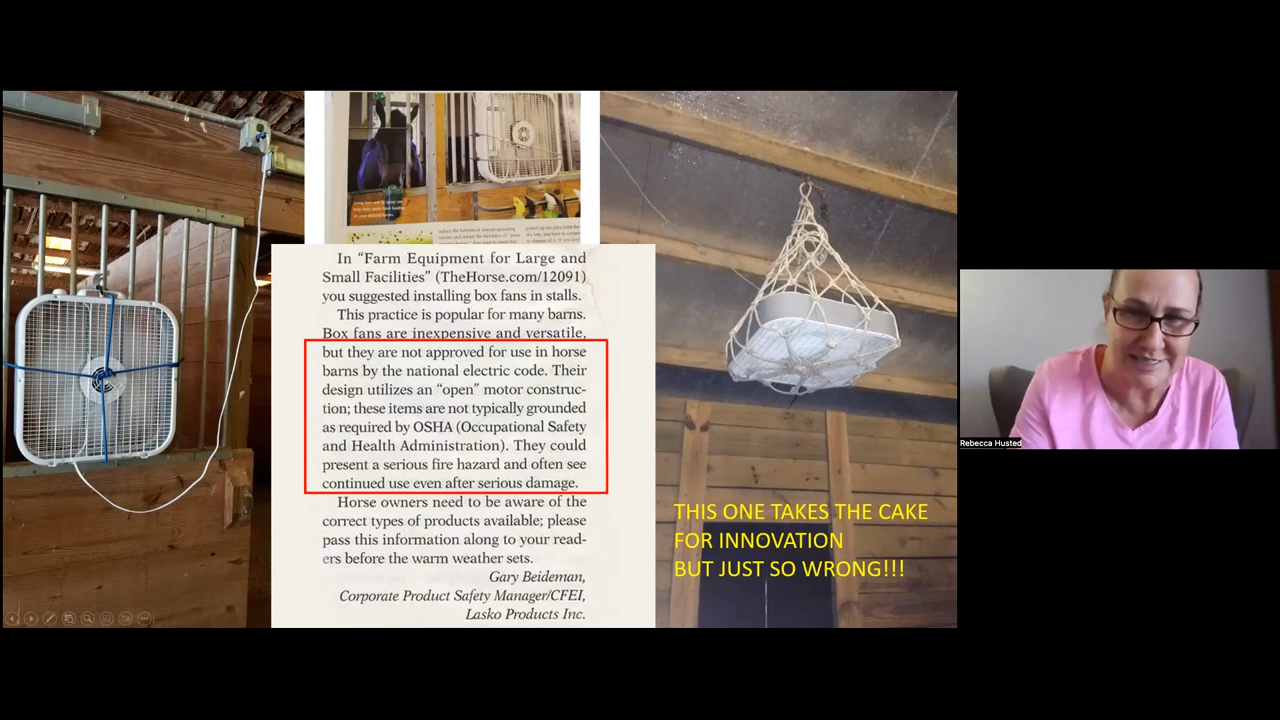 In “Farm Equipment for Large and
Small Facilities” (TheHorse.com/12091)
you suggested installing box fans in stalls.
This practice is popular for many barns.
Box fans are inexpensive and versatile,
but they are not approved for use in horse
barns by the national electric code. Their
design utilizes an “open” motor construc-
tion; these items are not typically grounded
as required by OSHA (Occupational Safety
and Health Administration). They could
present a serious fire hazard and often see
continued use even after serious damage.
Horse owners need to be aware of the
correct types of products available; please
pass this information along to your read-
ers before the warm weather sets.
Gary Beideman,
Corporate Product Safety Manager/CFEI,
Lasko Products Inc.
THIS ONE TAKES THE CAKE
FOR INNOVATION
BUT JUST SO WRONG!!!
Rebecca Husted